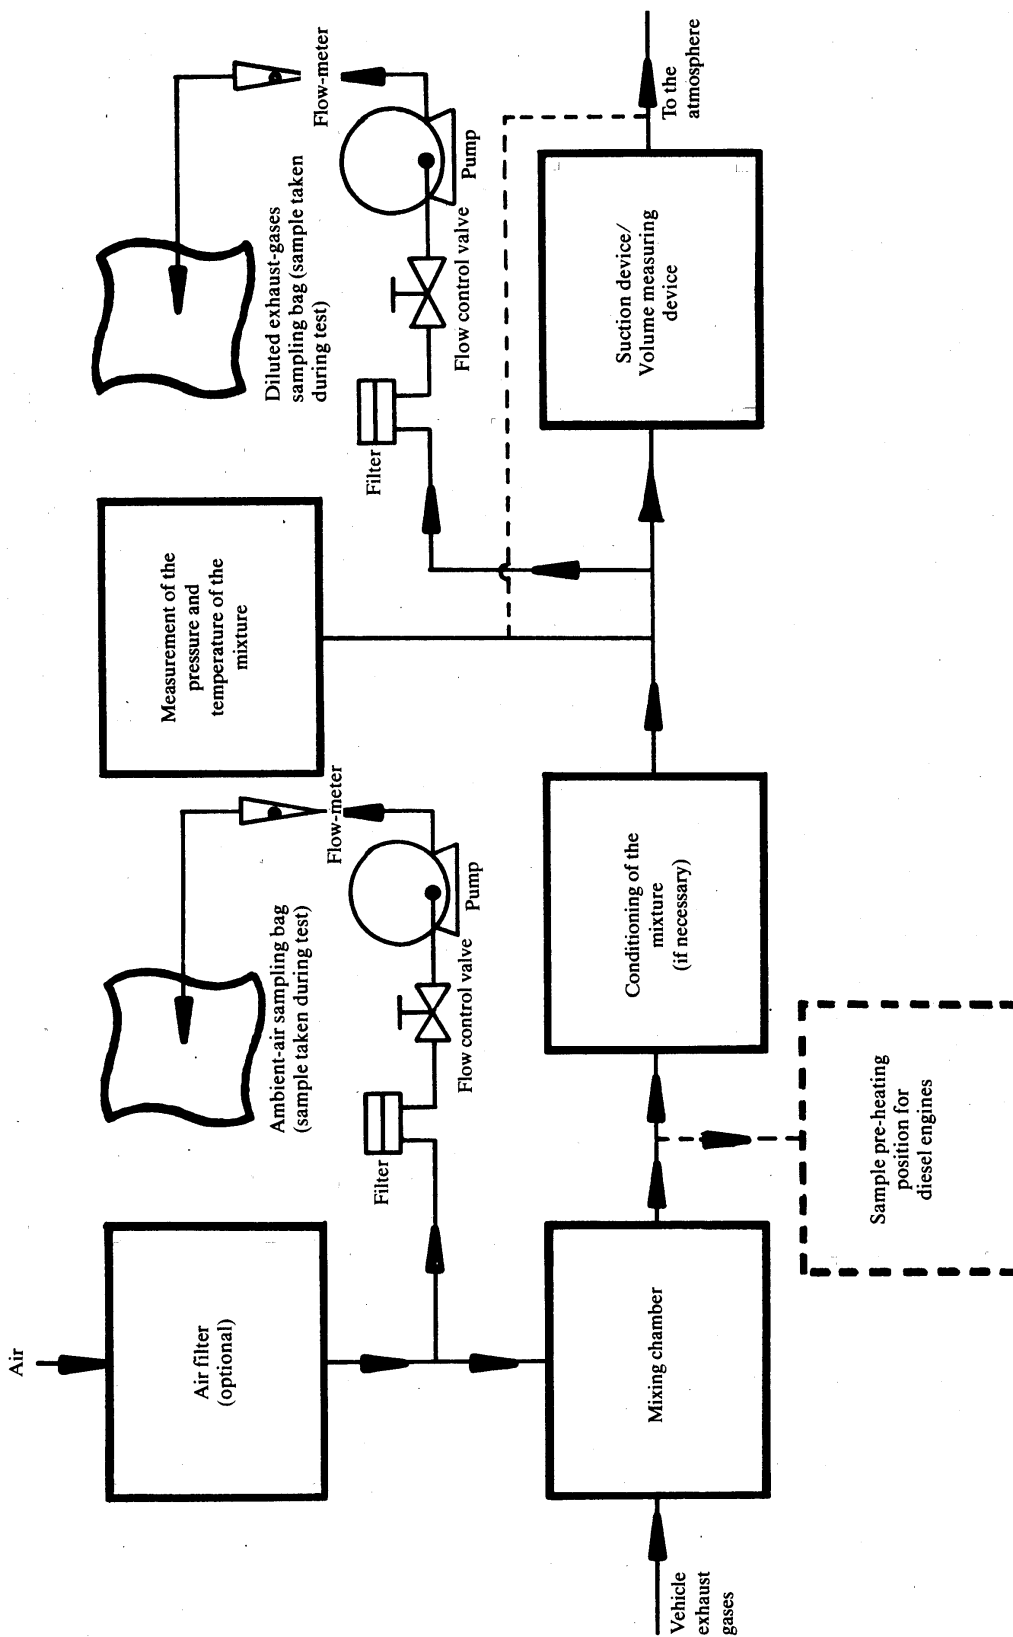 Air
Air filter
(optional)
Ambient-air sampling bag
(sample taken during test)
Flow-meter
Filter
Flow control valve
Pump
Measurement of the
pressure and
temperature of the
mixture
Diluted exhaust-gases
sampling bag (sample taken
during test)
Flow-meter
Filter
Flow control valve
Pump
Vehicle
exhaust
gases
Mixing chamber
Conditioning of the
mixture
(if necessary)
Suction device/
Volume measuring
device
To the
atmosphere
Sample pre-heating
position for
diesel engines